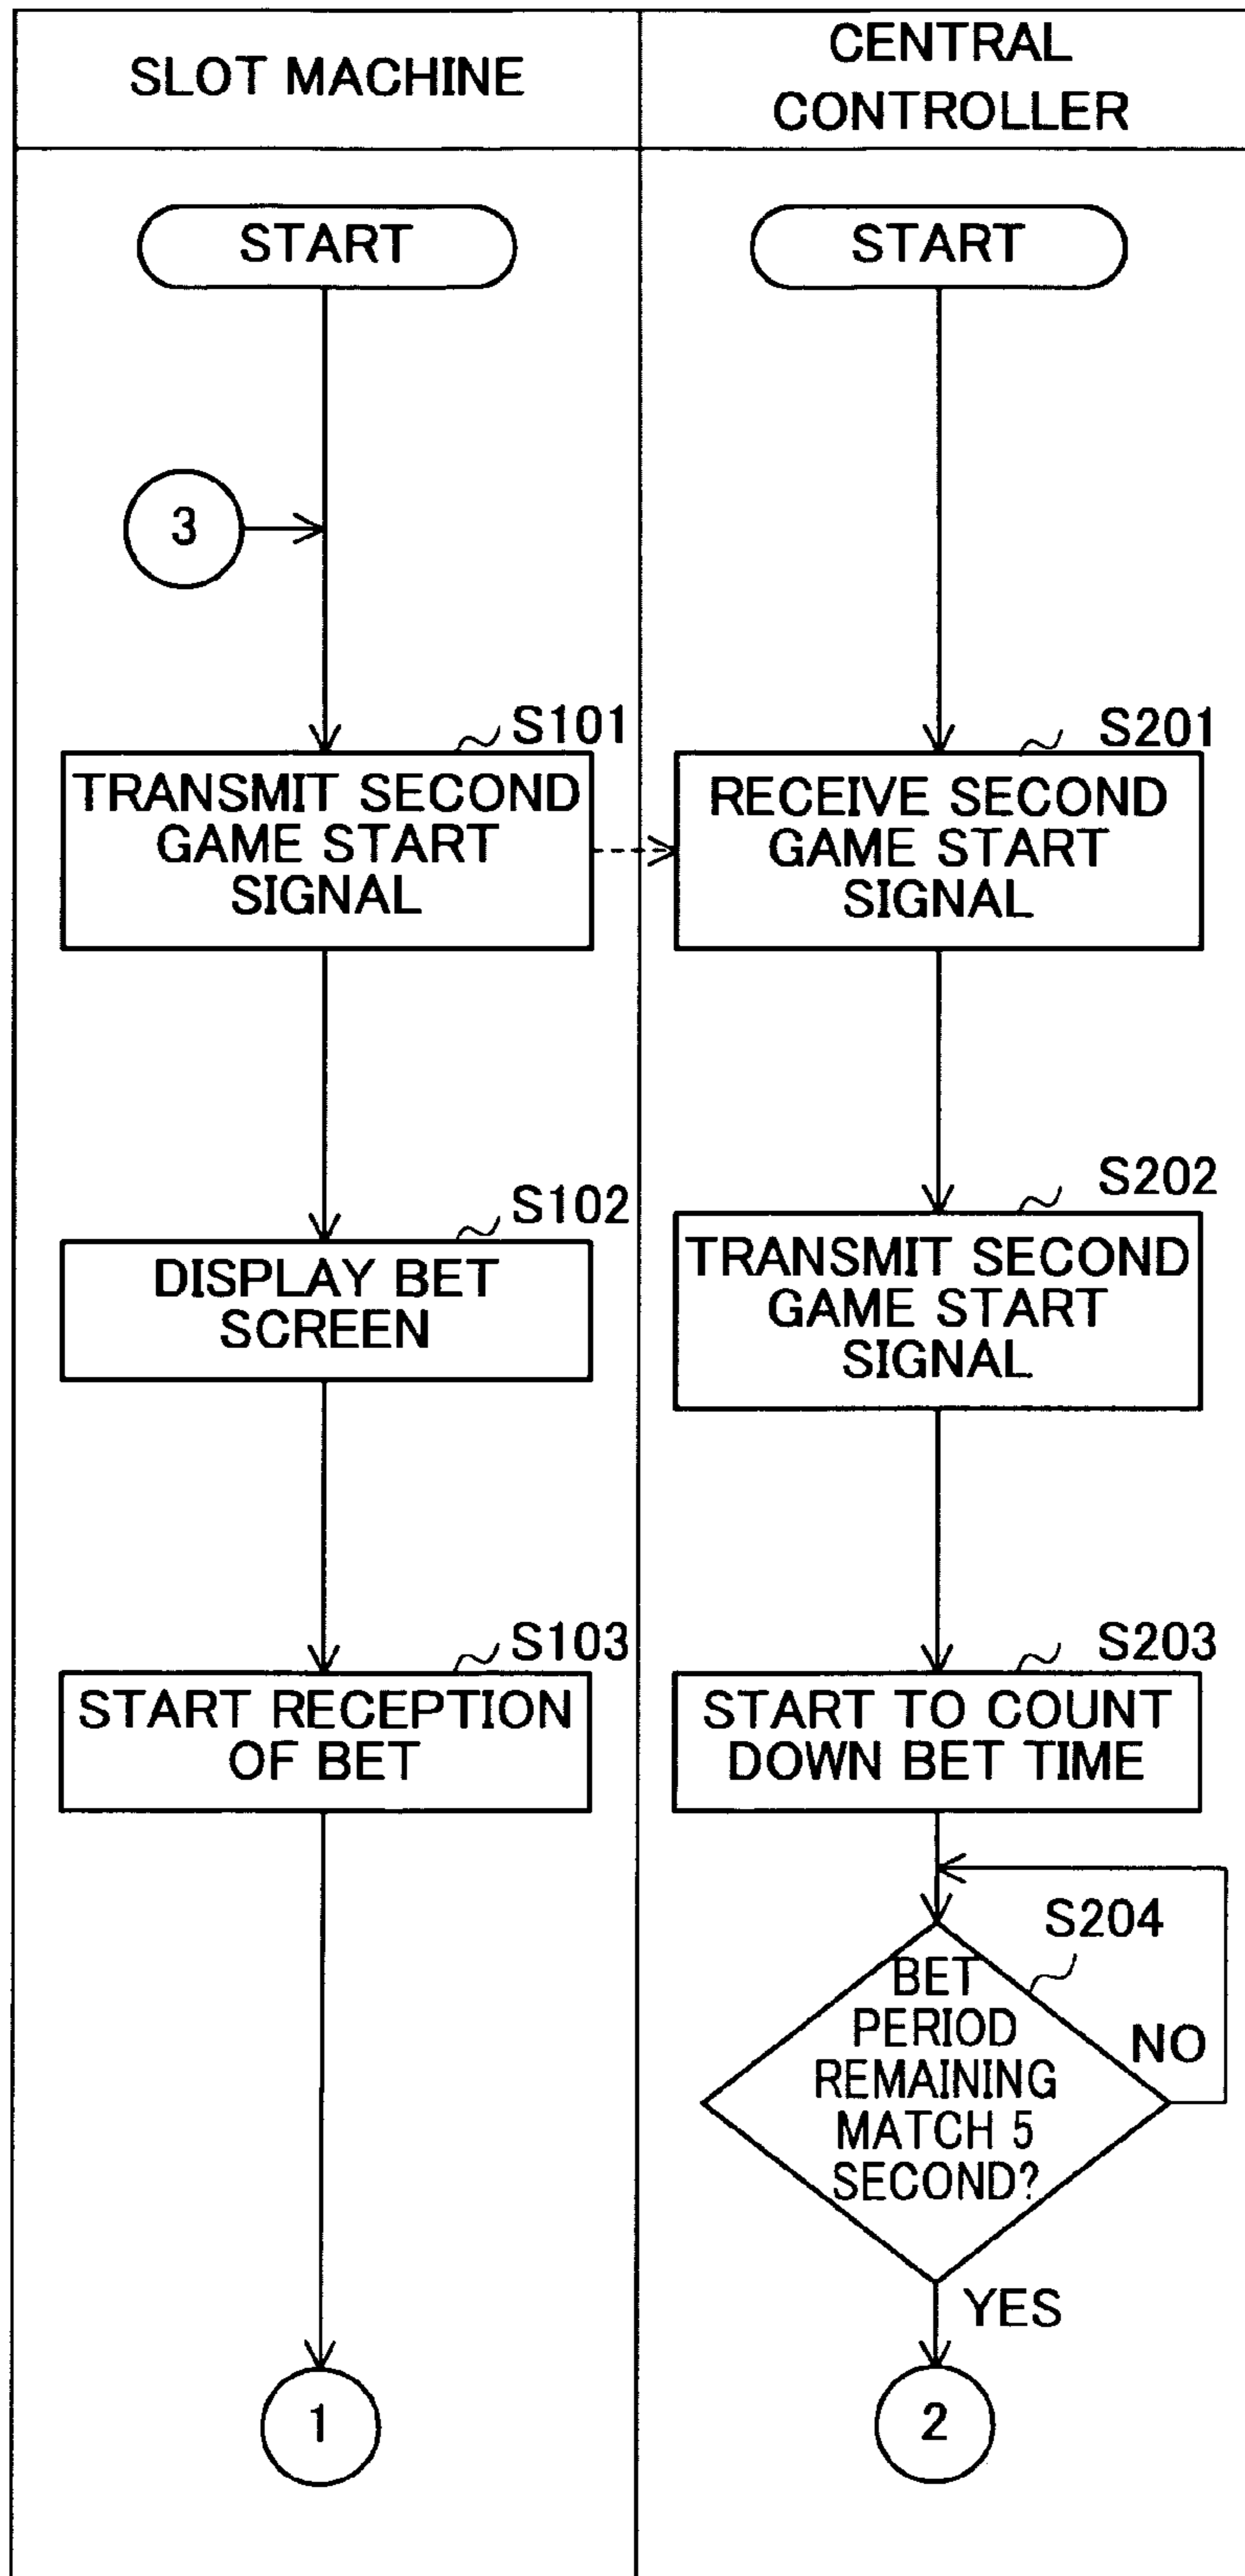 SLOT MACHINE
CENTRAL
CONTROLLER
START
START
3
S101
TRANSMIT SECOND
GAME START
SIGNAL
S201
RECEIVE SECOND
GAME START
SIGNAL
S102
DISPLAY BET
SCREEN
S202
TRANSMIT SECOND
GAME START
SIGNAL
S103
START RECEPTION
OF BET
S203
START TO COUNT
DOWN BET TIME
S204
BET
PERIOD
REMAINING
MATCH 5
SECOND?
NO
YES
1
2